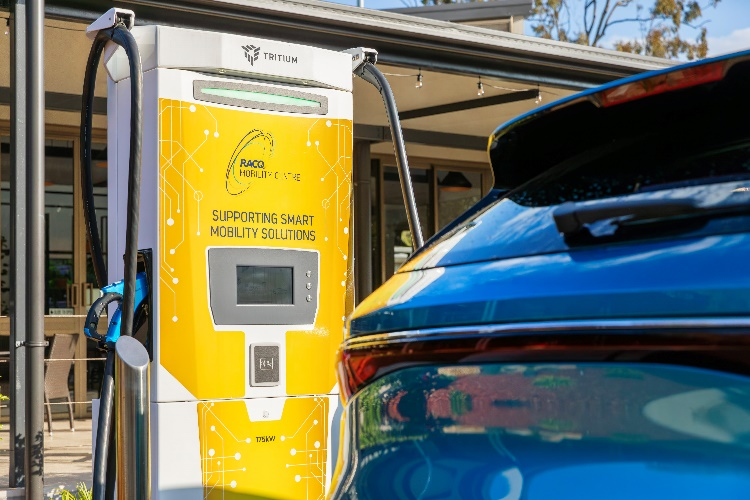 TRITIUM
RACQ
MOBILITY CENTRE
SUPPORTING SMART
MOBILITY SOLUTIONS
175kW